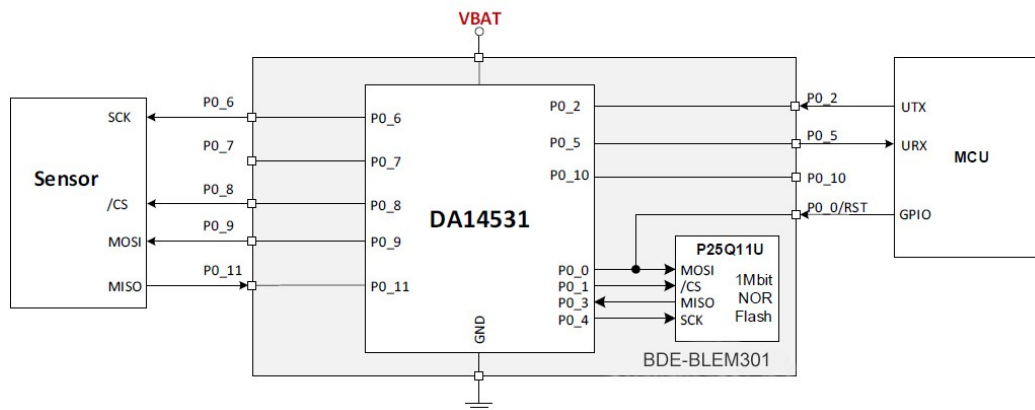 VBAT
Sensor
SCK
/CS
MOSI
MISO
P0_6
P0_7
P0_8
P0_9
P0_11
DA14531
P0_6
P0_7
P0_8
P0_9
P0_11
P0_2
P0_5
P0_10
P0_0
P0_1
P0_3
P0_4
GND
P25Q11U
MOSI
/CS
MISO
SCK
1Mbit
NOR
Flash
BDE-BLEM301
P0_2
P0_5
P0_10
P0_0/RST
UTX
URX
GPIO
MCU